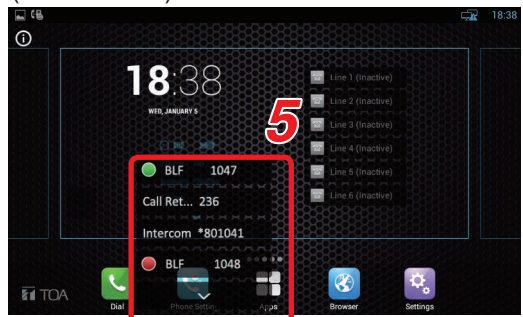 18:38
18:38
WED, JANUARY 5
5
Line 1 (Inactive)
Line 2 (Inactive)
Line 3 (Inactive)
Line 4 (Inactive)
Line 5 (Inactive)
Line 6 (Inactive)
BLF 1047
Call Ret... 236
Intercom *801041
BLF 1048
TOA
Dial
Phone Settin
Apps
Browser
Settings